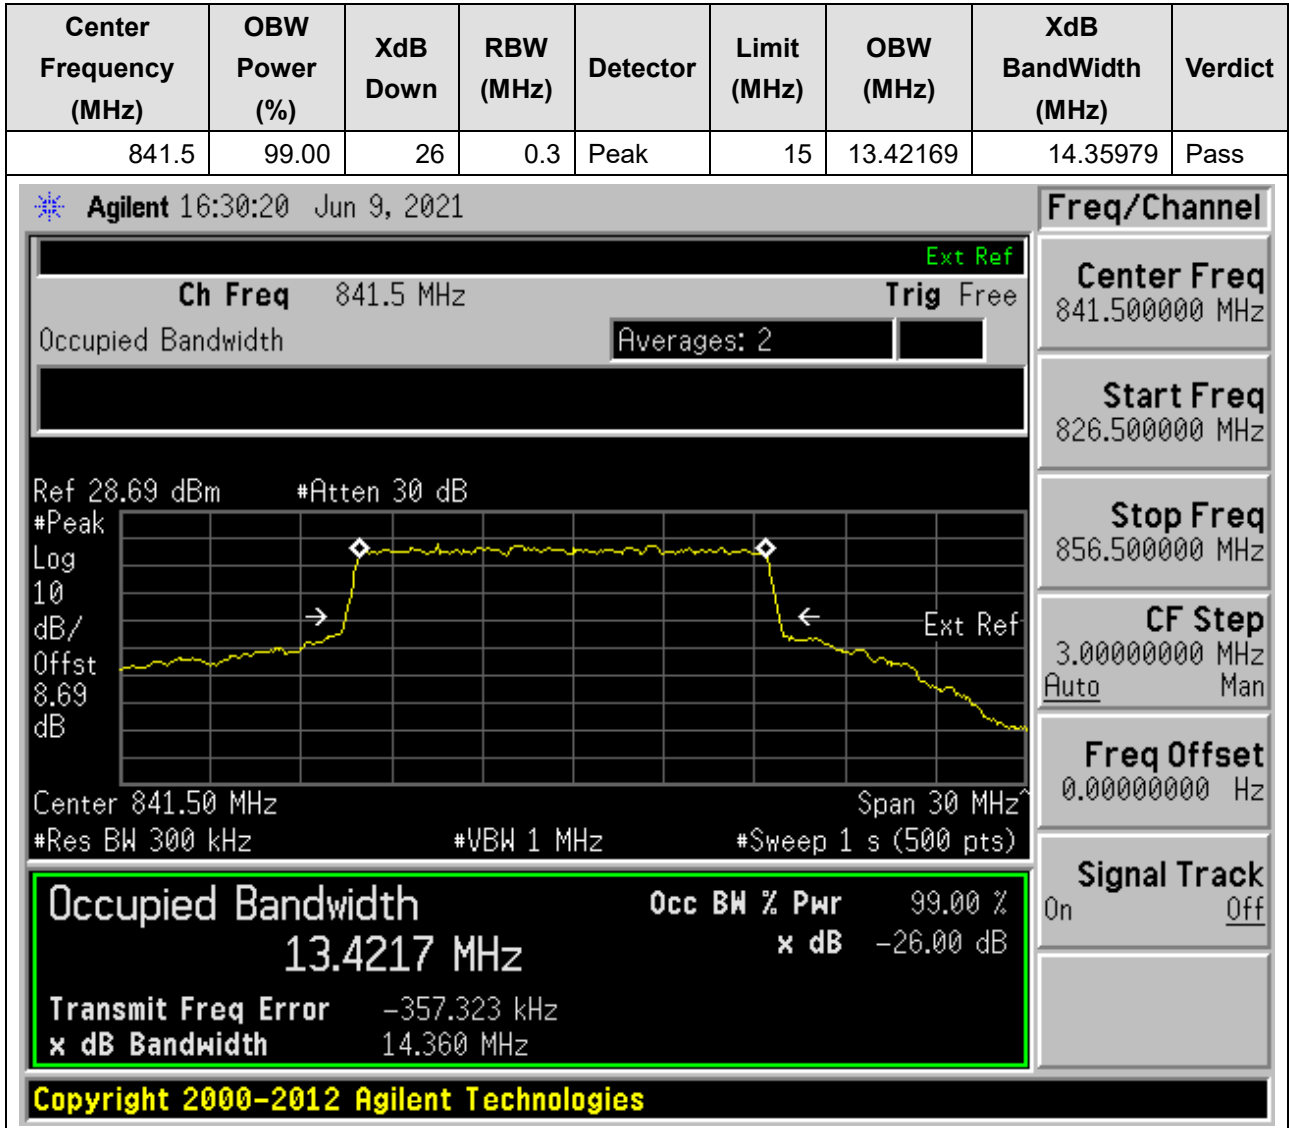 Center Frequency (MHz) OBW Power (%) XdB Down RBW (MHz) Detector Limit (MHz) OBW (MHz) XdB BandWidth (MHz) Verdict
841.5 99.00 26 0.3 Peak 15 13.42169 14.35979 Pass
Agilent 16:30:20 Jun 9, 2021
Ext Ref
Ch Freq 841.5 MHz Trig Free
Occupied Bandwidth Averages: 2
Ref 28.69 dBm #Atten 30 dB
#Peak
Log
10
dB/
Offst
8.69
dB
Ext Ref
Center 841.50 MHz Span 30 MHz^
#Res BW 300 kHz #VBW 1 MHz #Sweep 1 s (500 pts)
Occupied Bandwidth Occ BW % Pwr 99.00 %
13.4217 MHz x dB -26.00 dB
Transmit Freq Error -357.323 kHz
x dB Bandwidth 14.360 MHz
Copyright 2000-2012 Agilent Technologies
Freq/Channel
Center Freq
841.500000 MHz
Start Freq
826.500000 MHz
Stop Freq
856.500000 MHz
CF Step
3.00000000 MHz
Auto Man
Freq Offset
0.00000000 Hz
Signal Track
On Off